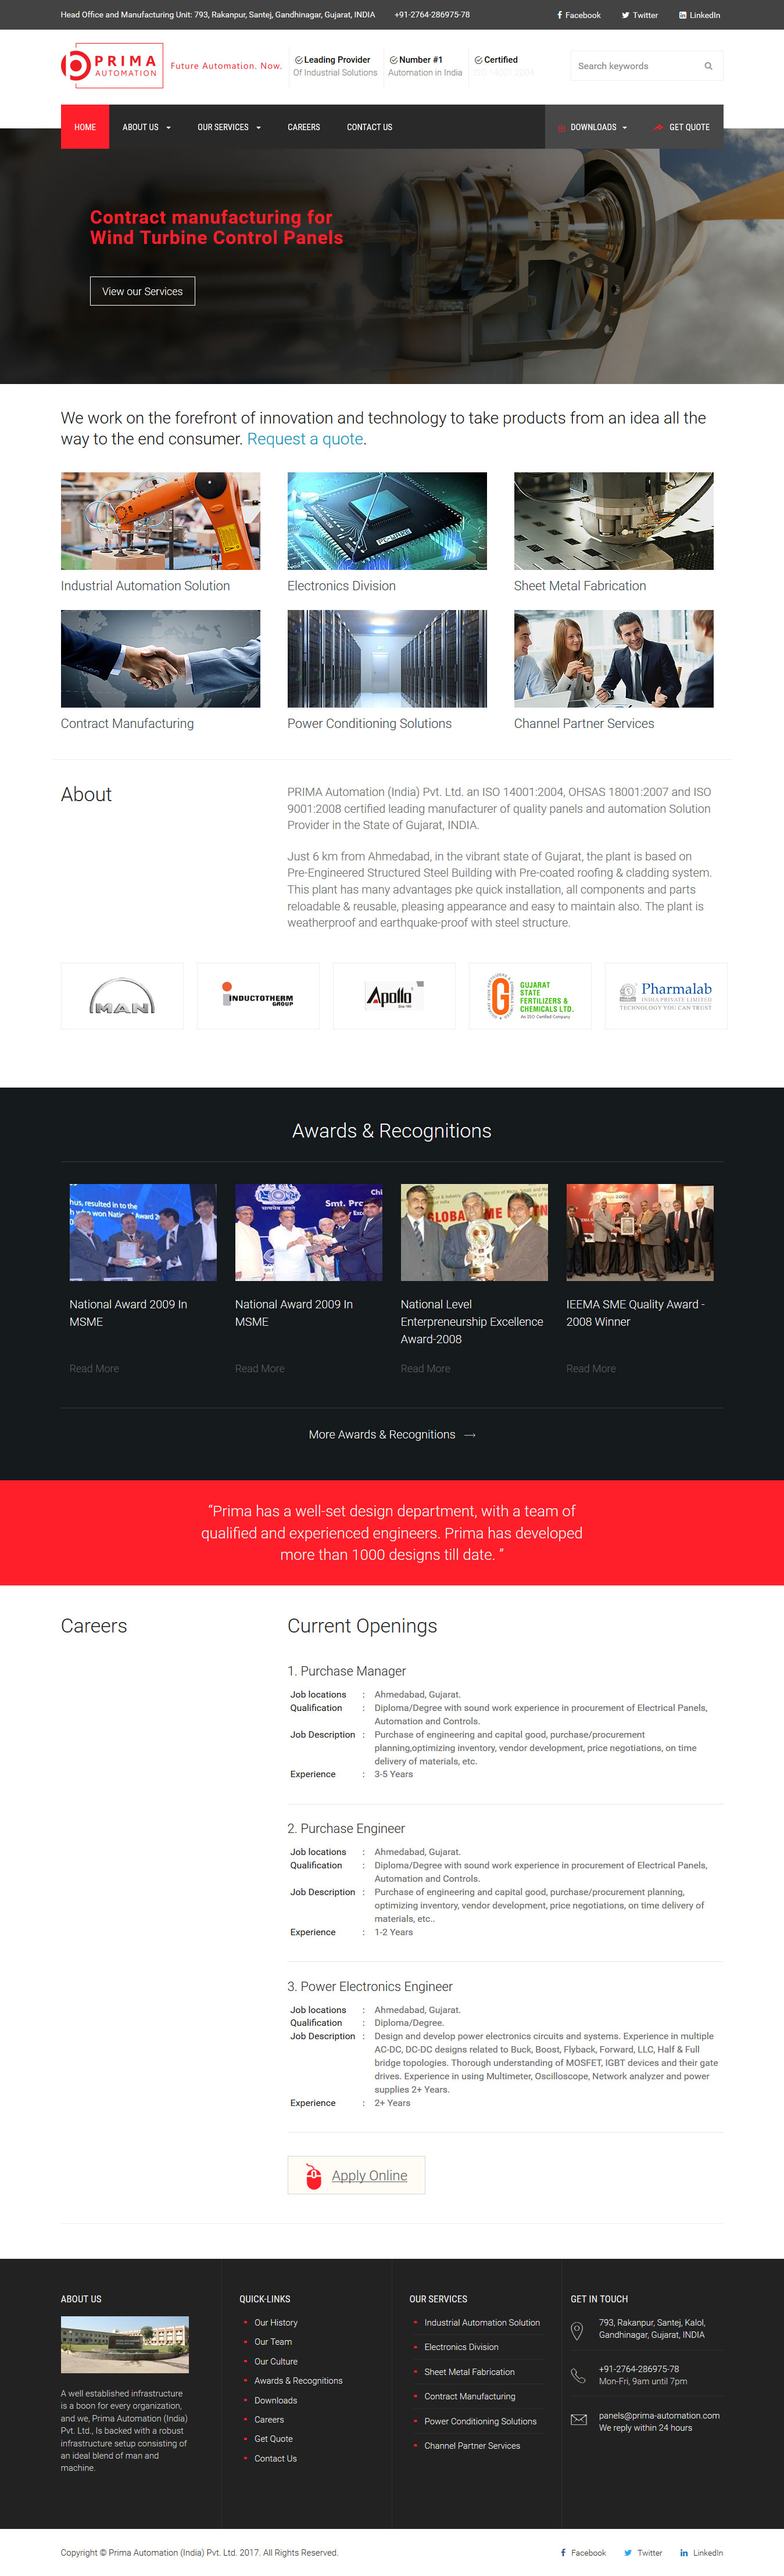 Head Office and Manufacturing Unit: 793, Rakanpur, Santej, Gandhinagar, Gujarat, INDIA +91-2764-286975-78 Facebook Twitter LinkedIn
PRIMA
AUTOMATION
Future Automation. Now.
Leading Provider
Of Industrial Solutions
Number #1
Automation in India
Certified
ISO 14001:2004
Search keywords
HOME ABOUT US OUR SERVICES CAREERS CONTACT US DOWNLOADS GET QUOTE
Contract manufacturing for
Wind Turbine Control Panels
View our Services
We work on the forefront of innovation and technology to take products from an idea all the
way to the end consumer. Request a quote.
Industrial Automation Solution
Electronics Division
Sheet Metal Fabrication
Contract Manufacturing
Power Conditioning Solutions
Channel Partner Services
About
PRIMA Automation (India) Pvt. Ltd. an ISO 14001:2004, OHSAS 18001:2007 and ISO
9001:2008 certified leading manufacturer of quality panels and automation Solution
Provider in the State of Gujarat, INDIA.
Just 6 km from Ahmedabad, in the vibrant state of Gujarat, the plant is based on
Pre-Engineered Structured Steel Building with Pre-coated roofing & cladding system.
This plant has many advantages pke quick installation, all components and parts
reloadable & reusable, pleasing appearance and easy to maintain also. The plant is
weatherproof and earthquake-proof with steel structure.
MAN
INDUCTOTHERM
GROUP
Apollo
GUJARAT
STATE
FERTILIZERS &
CHEMICALS LTD.
An ISO Certified Company
Pharmalab
INDIA PRIVATE LIMITED
TECHNOLOGY YOU CAN TRUST
Awards & Recognitions
National Award 2009 In
MSME
Read More
National Award 2009 In
MSME
Read More
National Level
Enterpreneurship Excellence
Award-2008
Read More
IEEMA SME Quality Award -
2008 Winner
Read More
More Awards & Recognitions
“Prima has a well-set design department, with a team of
qualified and experienced engineers. Prima has developed
more than 1000 designs till date. ”
Careers
Current Openings
1. Purchase Manager
Job locations : Ahmedabad, Gujarat.
Qualification : Diploma/Degree with sound work experience in procurement of Electrical Panels,
Automation and Controls.
Job Description : Purchase of engineering and capital good, purchase/procurement
planning,optimizing inventory, vendor development, price negotiations, on time
delivery of materials, etc.
Experience : 3-5 Years
2. Purchase Engineer
Job locations : Ahmedabad, Gujarat.
Qualification : Diploma/Degree with sound work experience in procurement of Electrical Panels,
Automation and Controls.
Job Description : Purchase of engineering and capital good, purchase/procurement planning,
optimizing inventory, vendor development, price negotiations, on time delivery of
materials, etc..
Experience : 1-2 Years
3. Power Electronics Engineer
Job locations : Ahmedabad, Gujarat.
Qualification : Diploma/Degree.
Job Description : Design and develop power electronics circuits and systems. Experience in multiple
AC-DC, DC-DC designs related to Buck, Boost, Flyback, Forward, LLC, Half & Full
bridge topologies. Thorough understanding of MOSFET, IGBT devices and their gate
drives. Experience in using Multimeter, Oscilloscope, Network analyzer and power
supplies 2+ Years.
Experience : 2+ Years
Apply Online
ABOUT US
A well established infrastructure
is a boon for every organization,
and we, Prima Automation (India)
Pvt. Ltd., Is backed with a robust
infrastructure setup consisting of
an ideal blend of man and
machine.
QUICK-LINKS
Our History
Our Team
Our Culture
Awards & Recognitions
Downloads
Careers
Get Quote
Contact Us
OUR SERVICES
Industrial Automation Solution
Electronics Division
Sheet Metal Fabrication
Contract Manufacturing
Power Conditioning Solutions
Channel Partner Services
GET IN TOUCH
793, Rakanpur, Santej, Kalol,
Gandhinagar, Gujarat, INDIA
+91-2764-286975-78
Mon-Fri, 9am until 7pm
panels@prima-automation.com
We reply within 24 hours
Copyright © Prima Automation (India) Pvt. Ltd. 2017. All Rights Reserved. Facebook Twitter LinkedIn